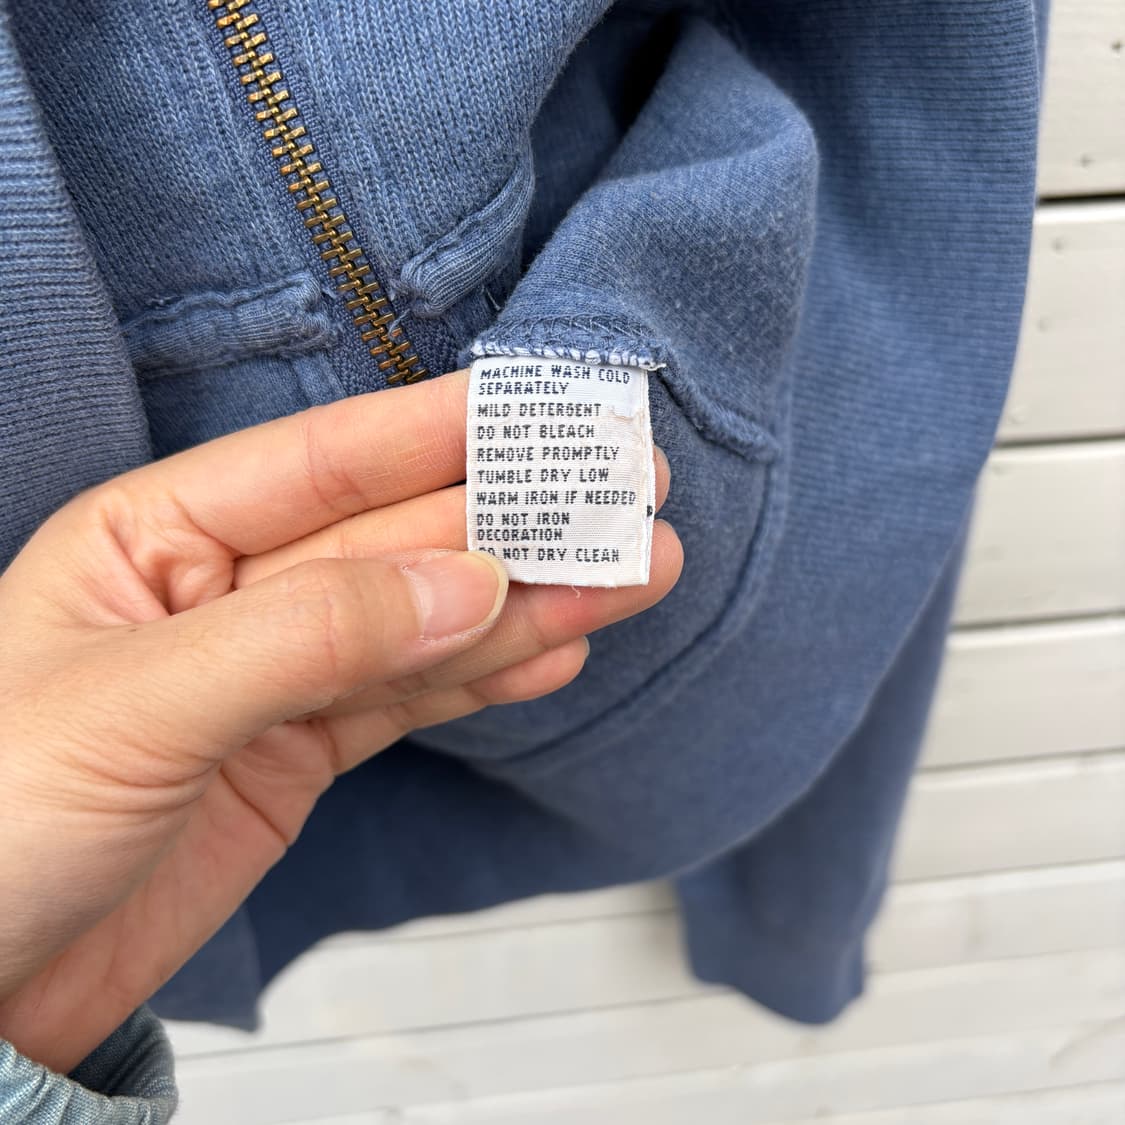 MACHINE WASH COLD
SEPARATELY
MILD DETERGENT
DO NOT BLEACH
REMOVE PROMPTLY
TUMBLE DRY LOW
WARM IRON IF NEEDED
DO NOT IRON
DECORATION
DO NOT DRY CLEAN